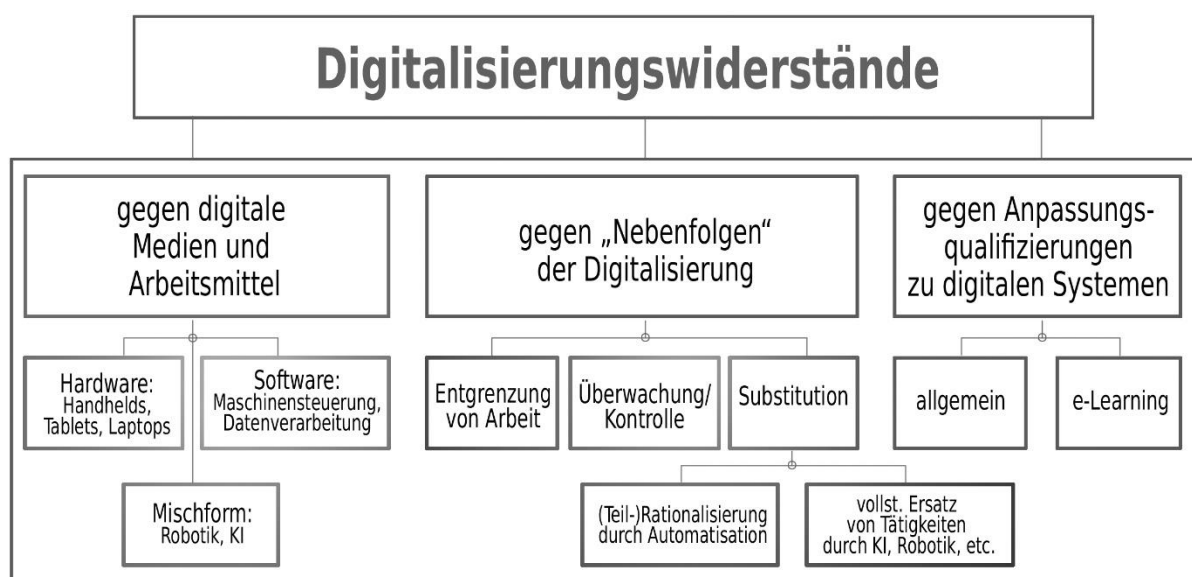 Digitalisierungswiderstände
gegen digitale
Medien und
Arbeitsmittel
gegen „Nebenfolgen“
der Digitalisierung
gegen Anpassungs-
qualifizierungen
zu digitalen Systemen
Hardware:
Handhelds,
Tablets, Laptops
Software:
Maschinensteuerung,
Datenverarbeitung
Mischform:
Robotik, KI
Entgrenzung
von Arbeit
Überwachung/
Kontrolle
Substitution
(Teil-)Rationalisierung
durch Automatisation
vollst. Ersatz
von Tätigkeiten
durch KI, Robotik, etc.
allgemein
e-Learning